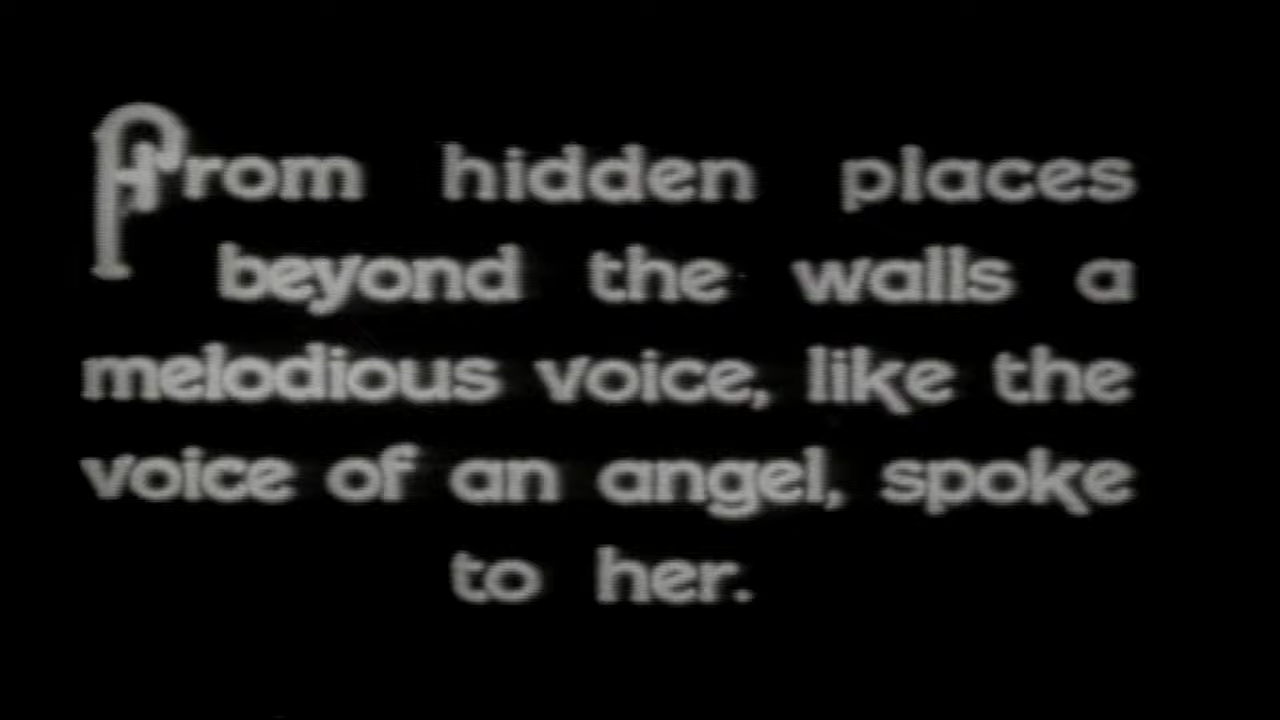 From hidden places
beyond the walls a
melodious voice, like the
voice of an angel, spoke
to her.